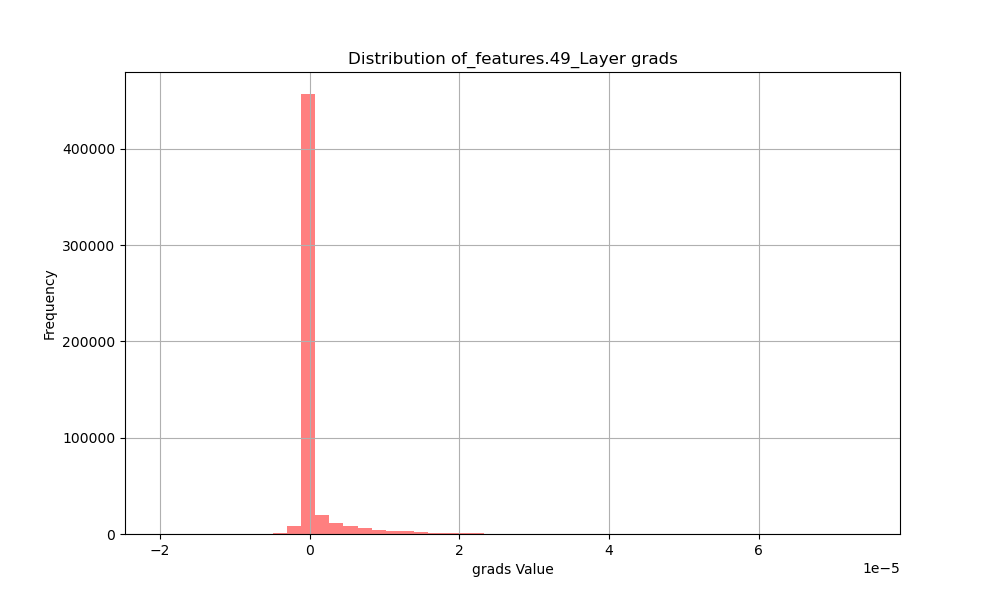 Distribution of_features.49_Layer grads
Frequency
400000
300000
200000
100000
0
−2
0
2
4
6
1e−5
grads Value